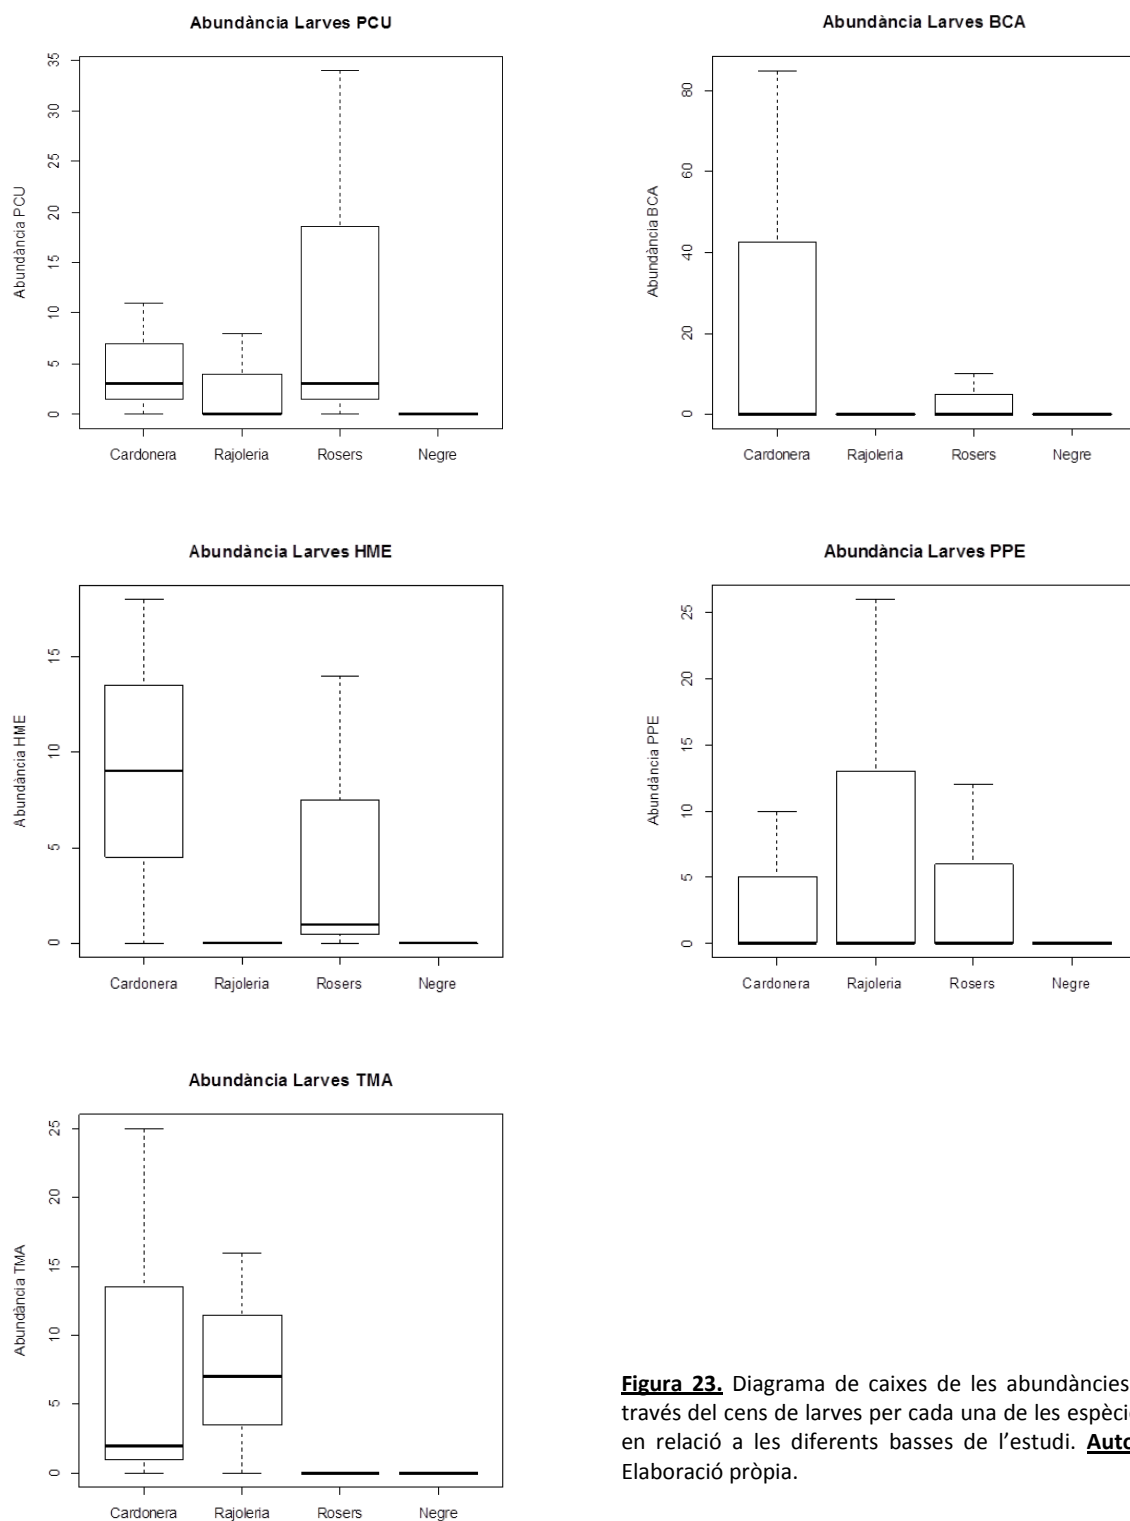 Abundància Larves PCU
Abundància PCU
35
30
25
20
15
10
5
0
Cardonera Rajoleria Rosers Negre
Abundància Larves BCA
Abundància BCA
80
60
40
20
0
Cardonera Rajoleria Rosers Negre
Abundància Larves HME
Abundància HME
15
10
5
0
Cardonera Rajoleria Rosers Negre
Abundància Larves PPE
Abundància PPE
25
20
15
10
5
0
Cardonera Rajoleria Rosers Negre
Abundància Larves TMA
Abundància TMA
25
20
15
10
5
0
Cardonera Rajoleria Rosers Negre
Figura 23. Diagrama de caixes de les abundàncies
través del cens de larves per cada una de les
en relació a les diferents basses de l’estudi.
Elaboració pròpia.